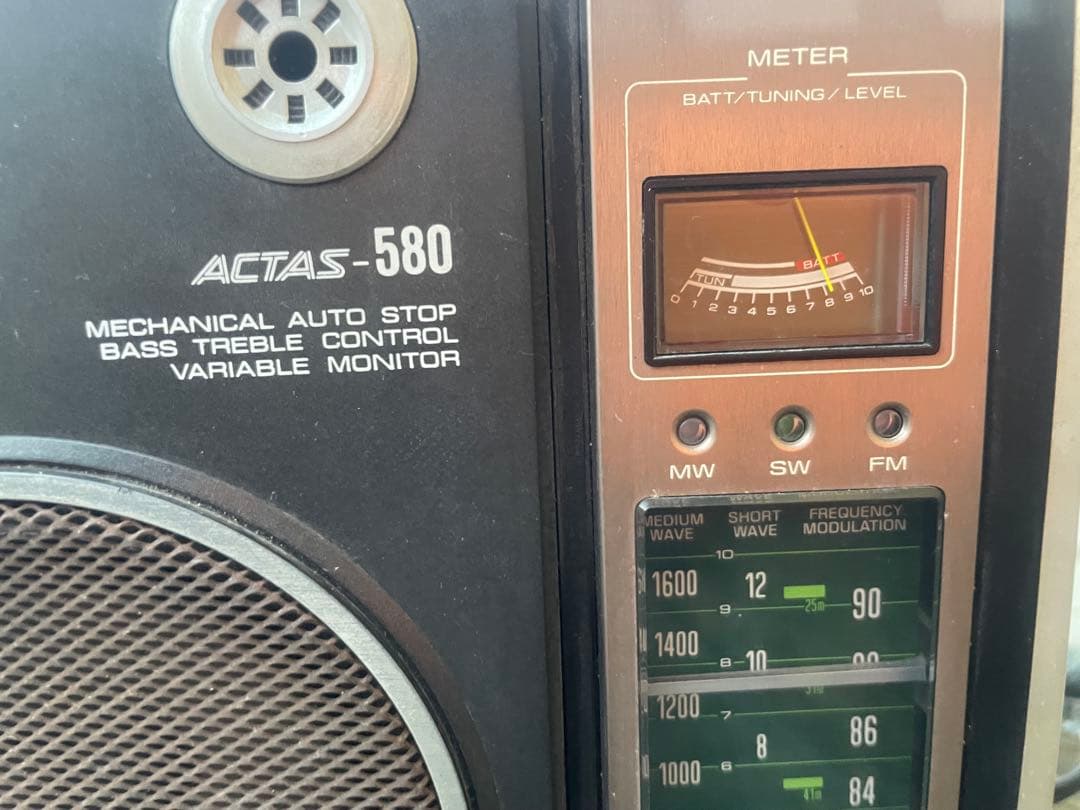 ACTAS-580
MECHANICAL AUTO STOP
BASS TREBLE CONTROL
VARIABLE MONITOR
METER
BATT/TUNING/LEVEL
BATT
TUN
0 1 2 3 4 5 6 7 8 9 10
MW SW FM
MEDIUM WAVE SHORT WAVE FREQUENCY MODULATION
10
1600 12 90
9 25m
1400
8 10
31m
1200 7 86
8
1000 6 84
41m